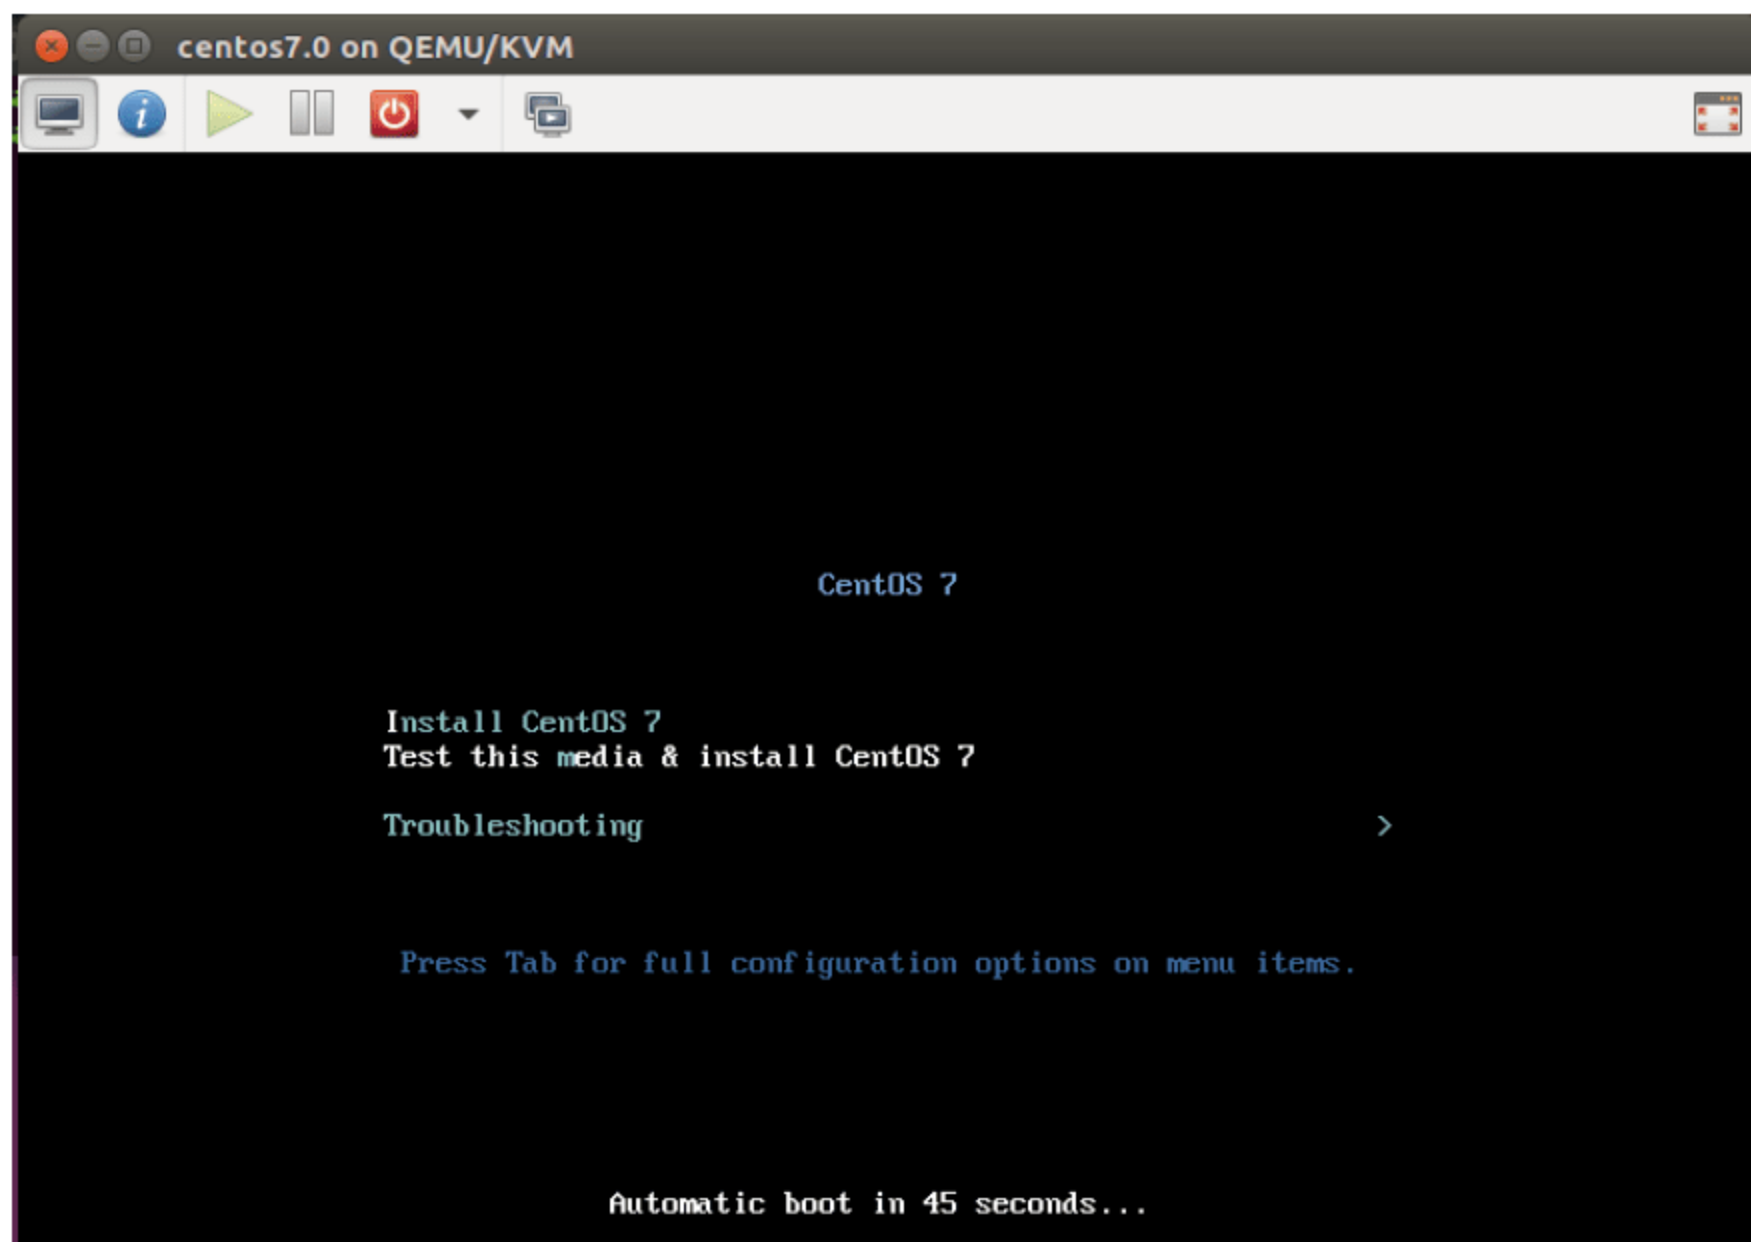 centos7.0 on QEMU/KVM
CentOS 7
Install CentOS 7
Test this media & install CentOS 7
Troubleshooting >
Press Tab for full configuration options on menu items.
Automatic boot in 45 seconds...